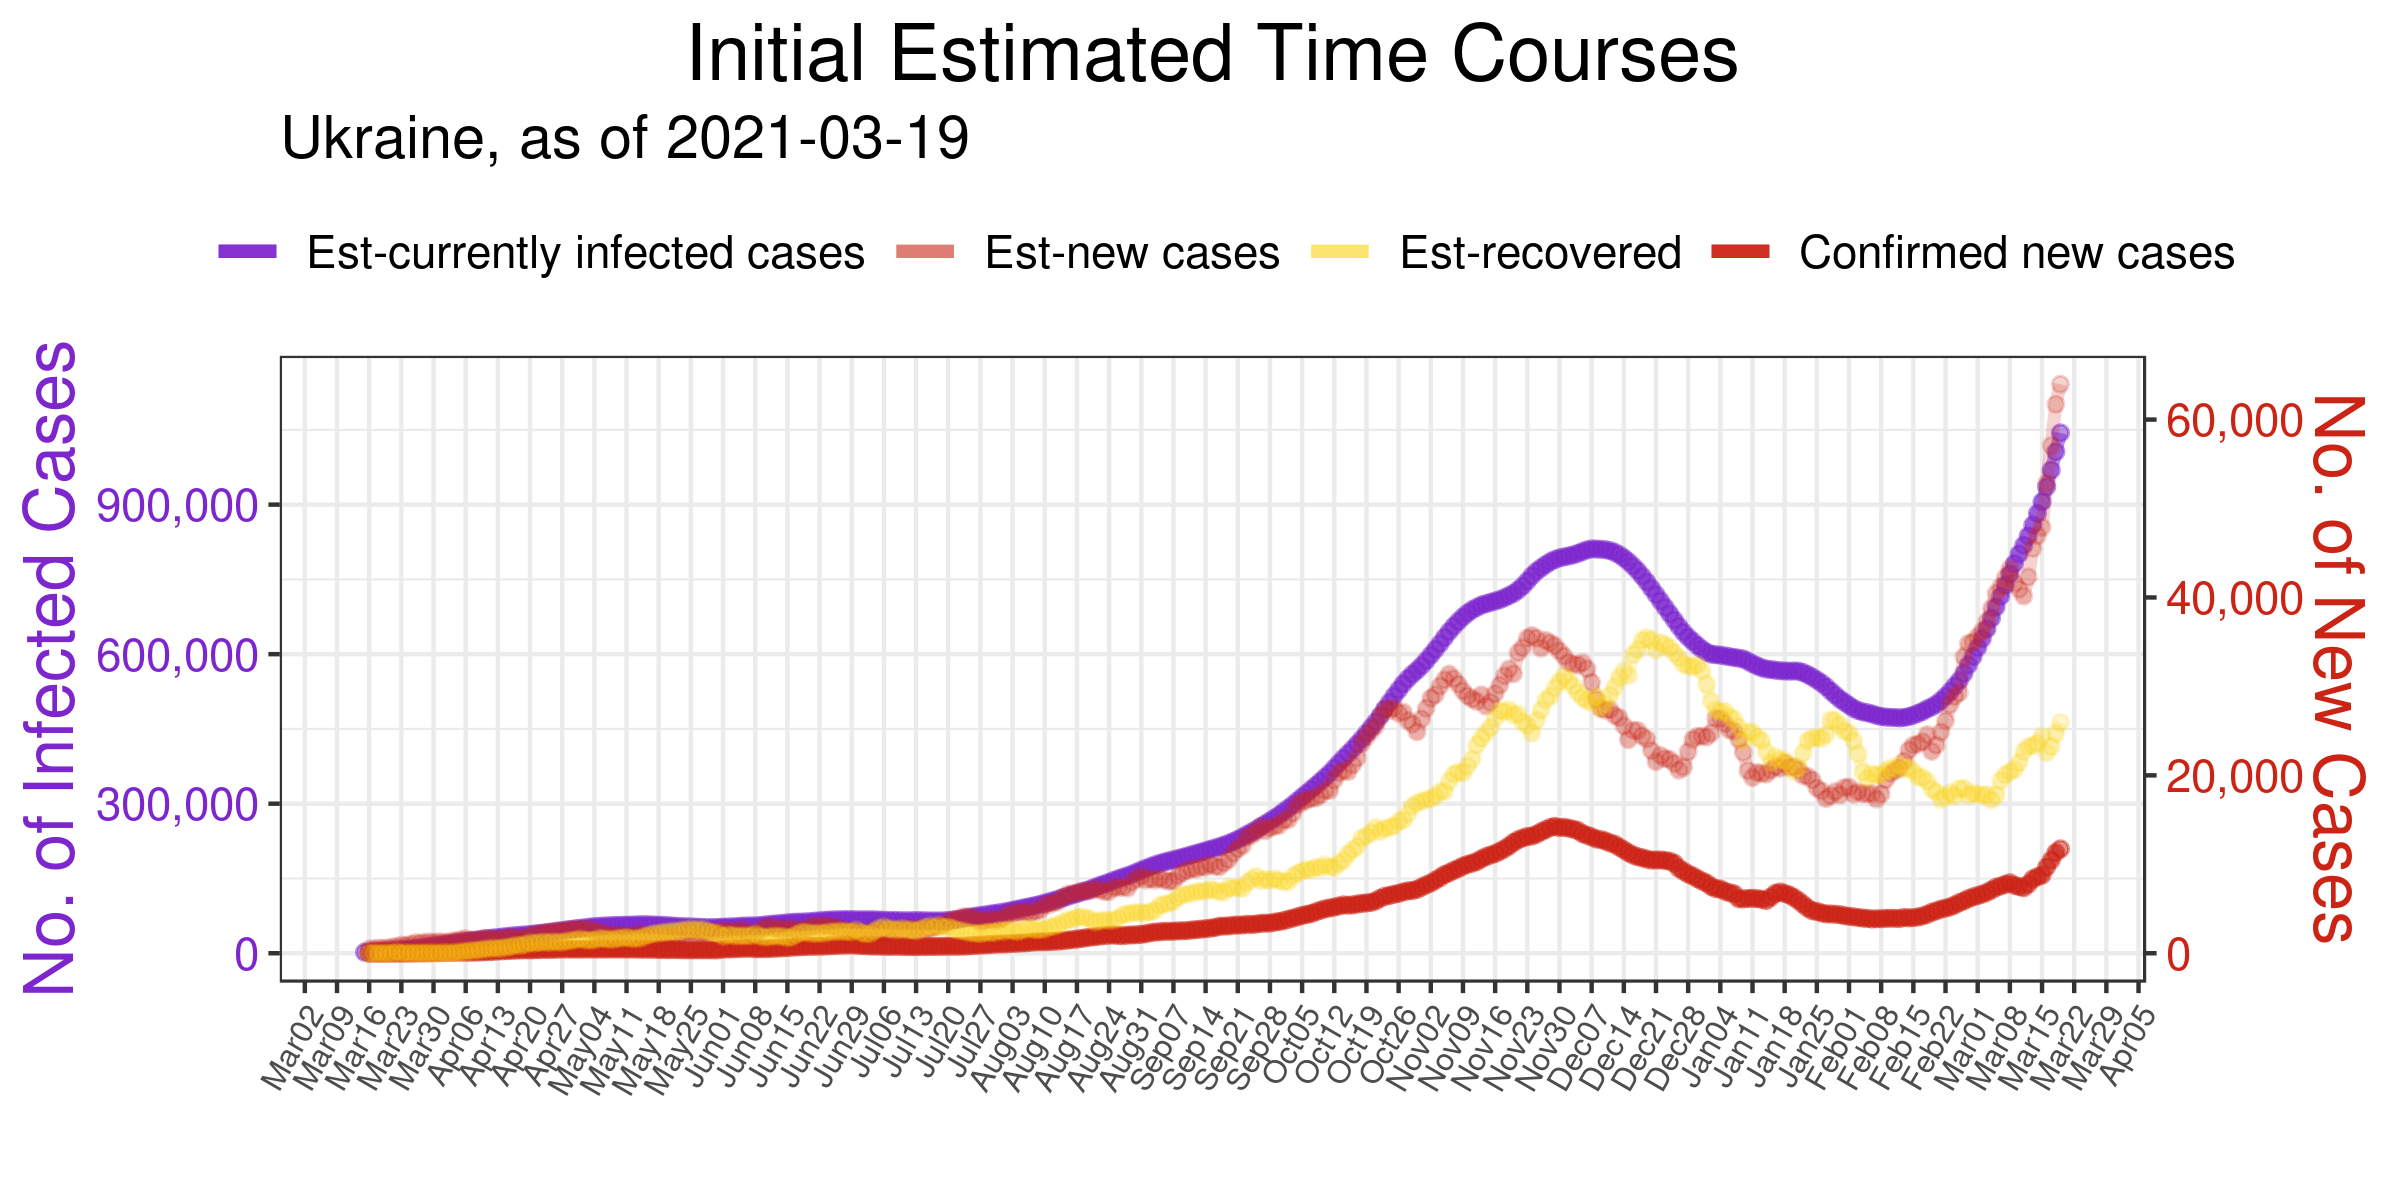 Initial Estimated Time Courses
Ukraine, as of 2021-03-19
Est-currently infected cases Est-new cases Est-recovered Confirmed new cases
No. of Infected Cases
900,000
600,000
300,000
0
60,000
40,000
20,000
0
No. of New Cases
Mar02 Mar09 Mar16 Mar23 Mar30 Apr06 Apr13 Apr20 Apr27 May04 May11 May18 May25 Jun01 Jun08 Jun15 Jun22 Jun29 Jul06 Jul13 Jul20 Jul27 Aug03 Aug10 Aug17 Aug24 Aug31 Sep07 Sep14 Sep21 Sep28 Oct05 Oct12 Oct19 Oct26 Nov02 Nov09 Nov16 Nov23 Nov30 Dec07 Dec14 Dec21 Dec28 Jan04 Jan11 Jan18 Jan25 Feb01 Feb08 Feb15 Feb22 Mar01 Mar08 Mar15 Mar22 Mar29 Apr05